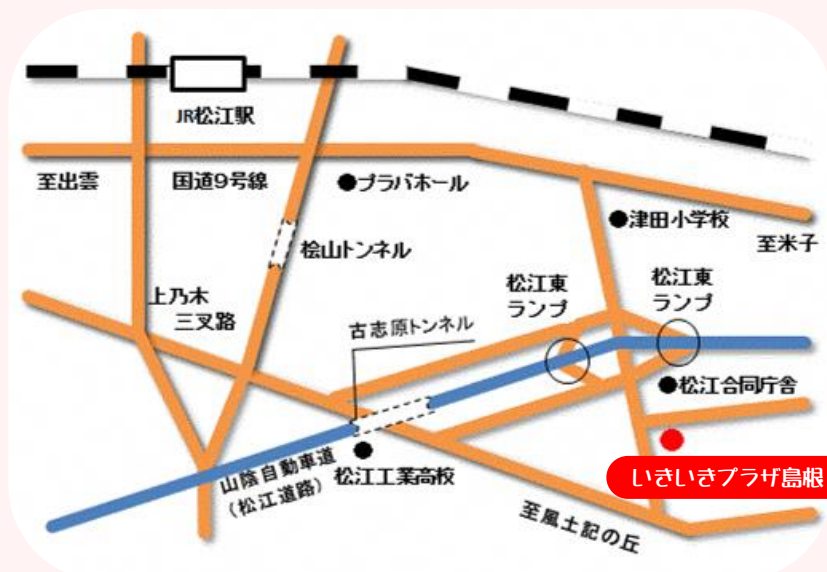 JR松江駅
至出雲
国道9号線
●プラバホール
●津田小学校
至米子
桧山トンネル
上乃木
三叉路
松江東
ランプ
松江東
ランプ
古志原トンネル
●松江合同庁舎
いきいきプラザ島根
山陰自動車道
(松江道路)
松江工業高校
至風土記の丘